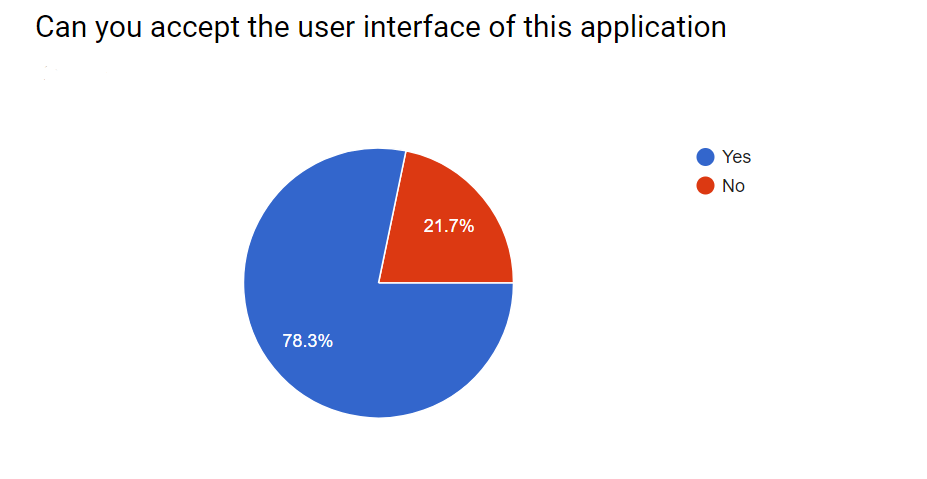 Can you accept the user interface of this application
Yes
No
21.7%
78.3%